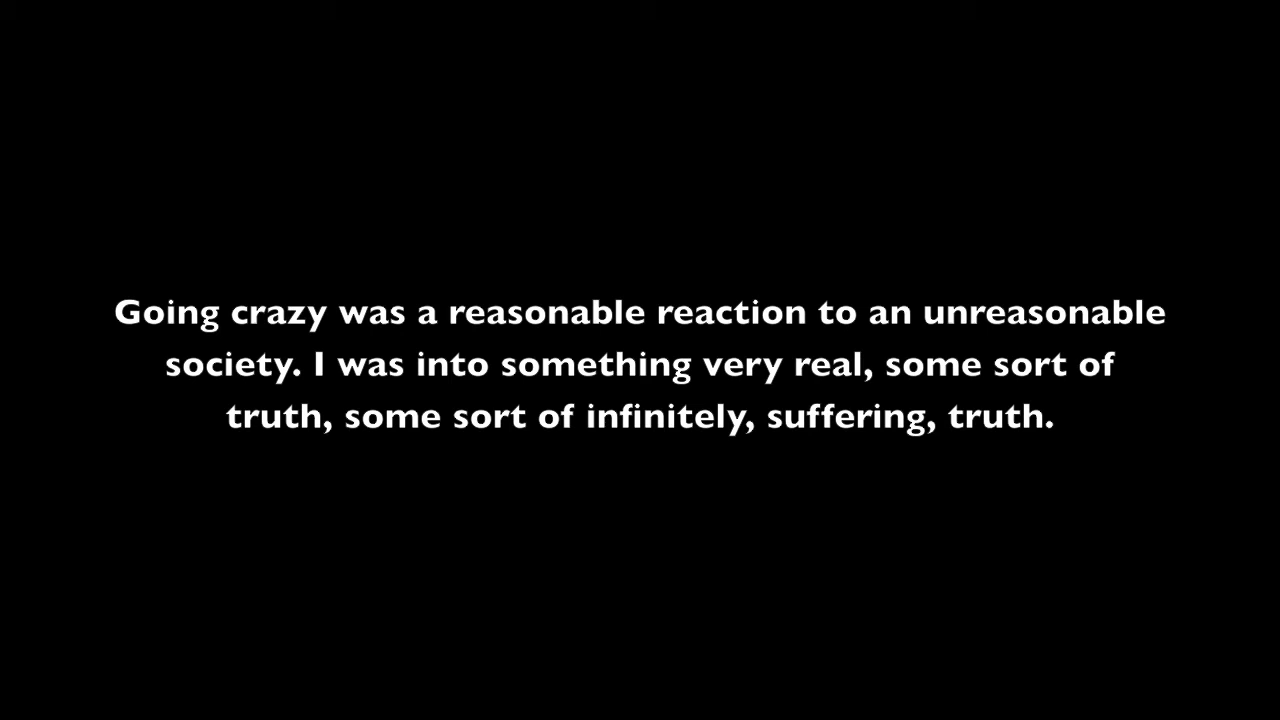 Going crazy was a reasonable reaction to an unreasonable
society. I was into something very real, some sort of
truth, some sort of infinitely, suffering, truth.